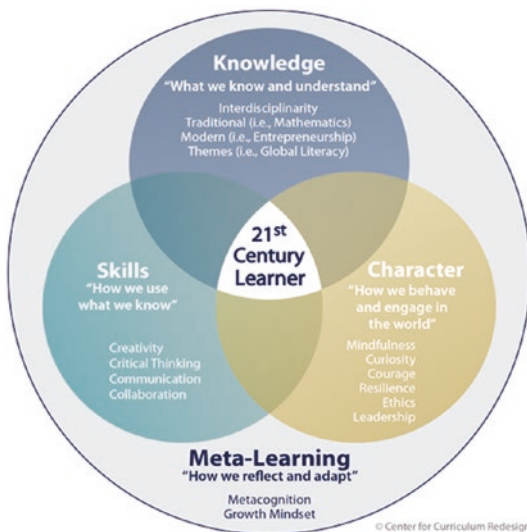 Knowledge
“What we know and understand”
Interdisciplinarity
Traditional (i.e., Mathematics)
Modern (i.e., Entrepreneurship)
Themes (i.e., Global Literacy)
21st
Century
Learner
Skills
“How we use
what we know”
Creativity
Critical Thinking
Communication
Collaboration
Character
“How we behave
and engage in
the world”
Mindfulness
Curiosity
Courage
Resilience
Ethics
Leadership
Meta-Learning
“How we reflect and adapt”
Metacognition
Growth Mindset
© Center for Curriculum Redesign